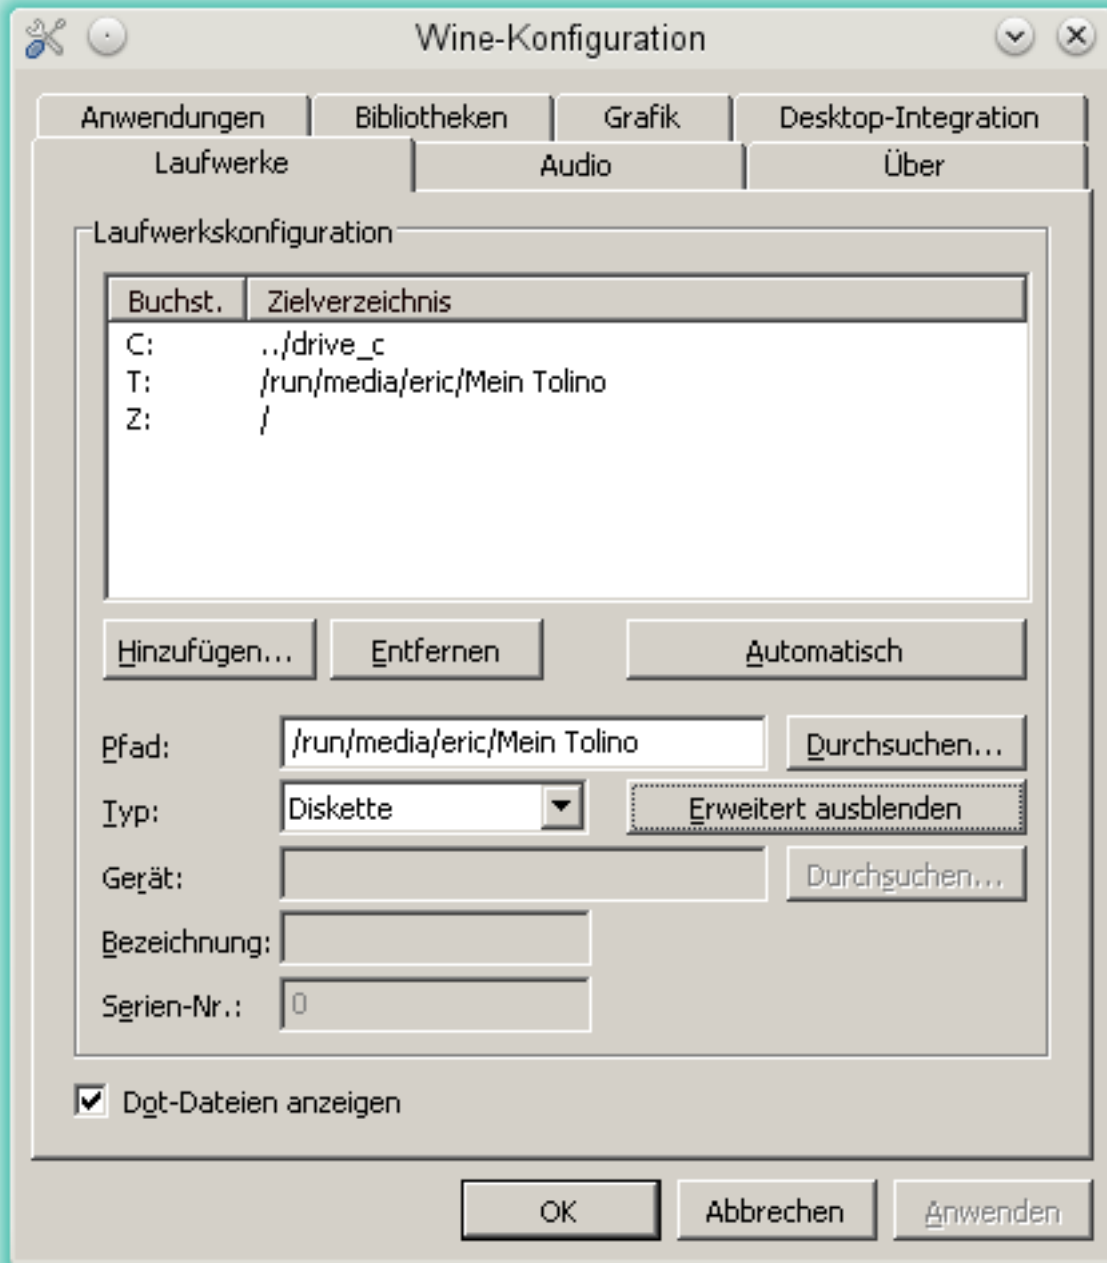 Wine-Konfiguration
Anwendungen Bibliotheken Grafik Desktop-Integration
Laufwerke Audio Über
Laufwerkskonfiguration
Buchst. Zielverzeichnis
C: ../drive_c
T: /run/media/eric/Mein Tolino
Z: /
Hinzufügen... Entfernen Automatisch
Pfad: /run/media/eric/Mein Tolino Durchsuchen...
Typ: Diskette Erweitert ausblenden
Gerät: Durchsuchen...
Bezeichnung:
Serien-Nr.: 0
Dot-Dateien anzeigen
OK Abbrechen Anwenden